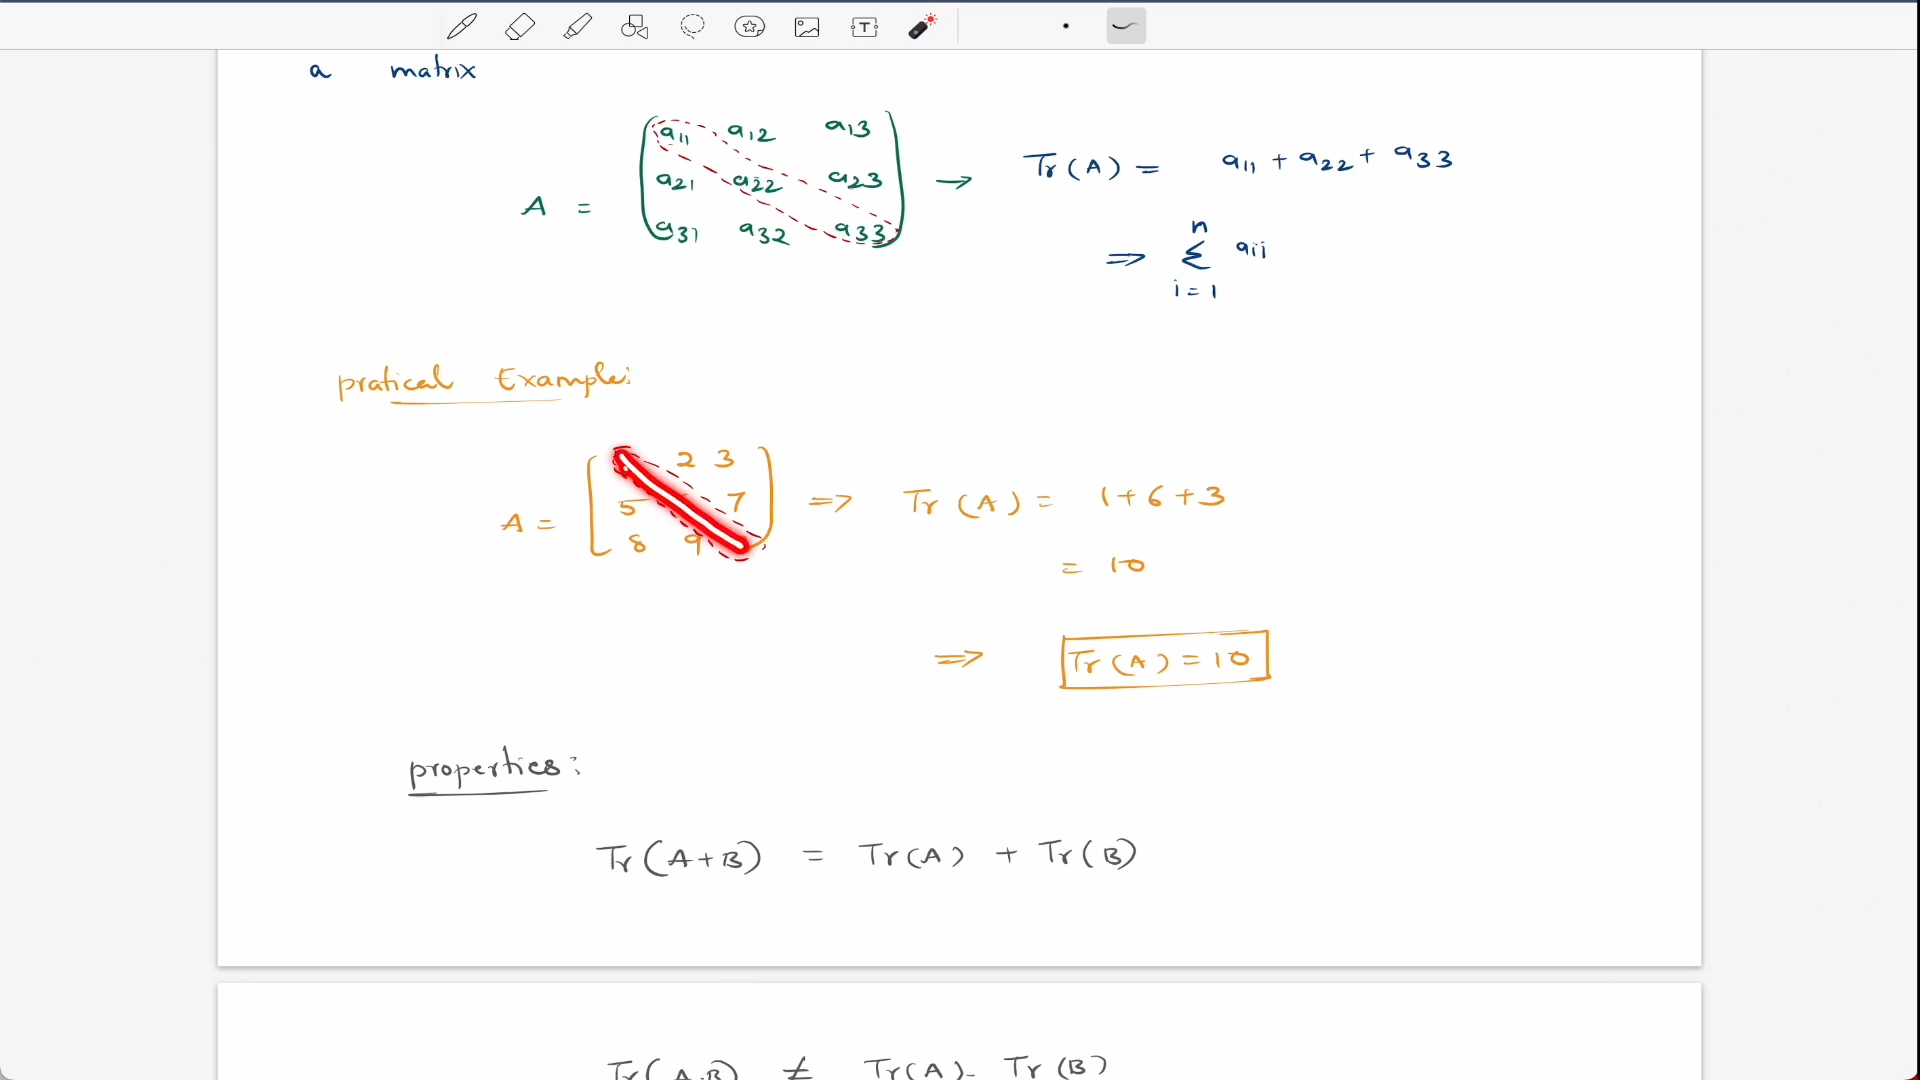 a matrix
a11 a12 a13
a21 a22 a23
a31 a32 a33
A =
→ Tr(A) = a11 + a22 + a33
⇒ n
Σ aii
i = 1
pratical Example:
2 3
5 7
8 9
A =
⇒ Tr (A) = 1+6+3
= 10
⇒ Tr (A) = 10
properties:
Tr(A+B) = Tr(A) + Tr(B)
Tr(A.B) ≠ Tr(A). Tr(B)